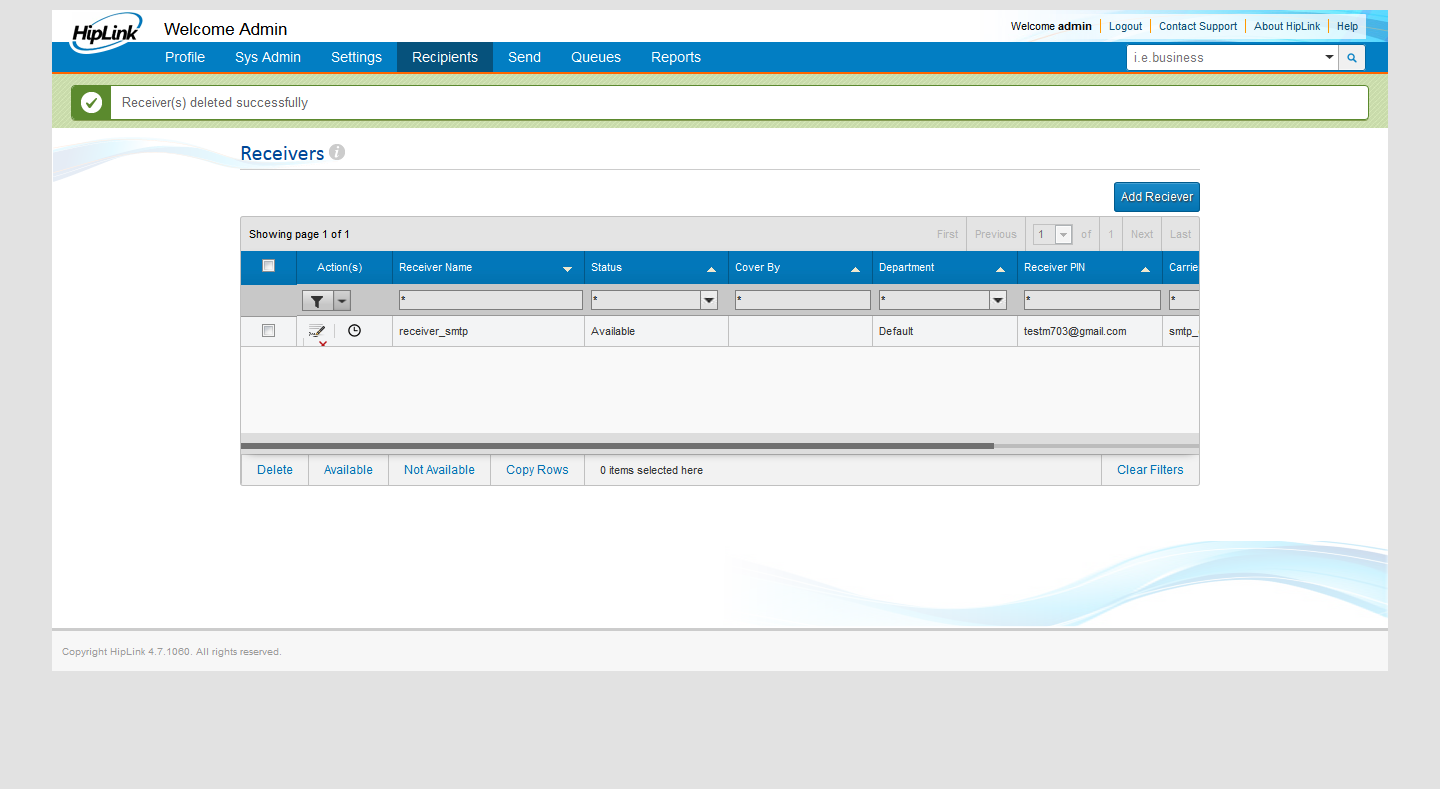 HipLink Welcome Admin Welcome admin Logout Contact Support About HipLink Help
Profile Sys Admin Settings Recipients Send Queues Reports i.e.business
Receiver(s) deleted successfully
Receivers i
Add Reciever
Showing page 1 of 1 First Previous 1 of 1 Next Last
Action(s) Receiver Name Status Cover By Department Receiver PIN Carrie
* * * * * *
receiver_smtp Available Default testm703@gmail.com smtp_
Delete Available Not Available Copy Rows 0 items selected here Clear Filters
Copyright HipLink 4.7.1060. All rights reserved.